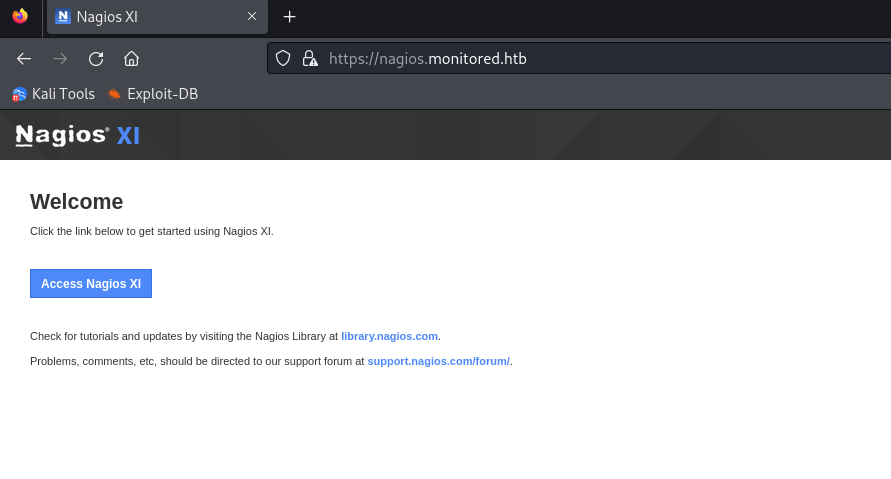 Nagios XI
https://nagios.monitored.htb
Kali Tools Exploit-DB
Nagios® XI
Welcome
Click the link below to get started using Nagios XI.
Access Nagios XI
Check for tutorials and updates by visiting the Nagios Library at library.nagios.com.
Problems, comments, etc, should be directed to our support forum at support.nagios.com/forum/.